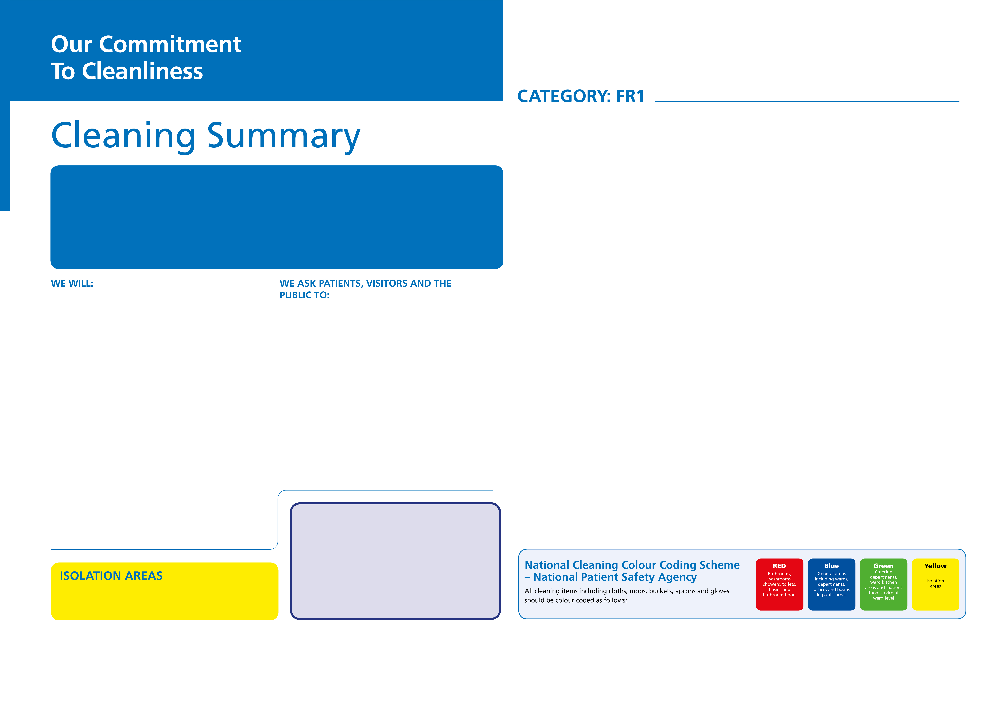 Our Commitment
To Cleanliness
CATEGORY: FR1
Cleaning Summary
WE WILL:
WE ASK PATIENTS, VISITORS AND THE
PUBLIC TO:
ISOLATION AREAS
National Cleaning Colour Coding Scheme
– National Patient Safety Agency
All cleaning items including cloths, mops, buckets, aprons and gloves
should be colour coded as follows:
RED
Bathrooms,
washrooms,
showers, toilets,
basins and
bathroom floors
Blue
General areas
including wards,
departments,
offices and basins
in public areas
Green
Catering
departments,
ward kitchen
areas and patient
food service at
ward level
Yellow
Isolation
areas